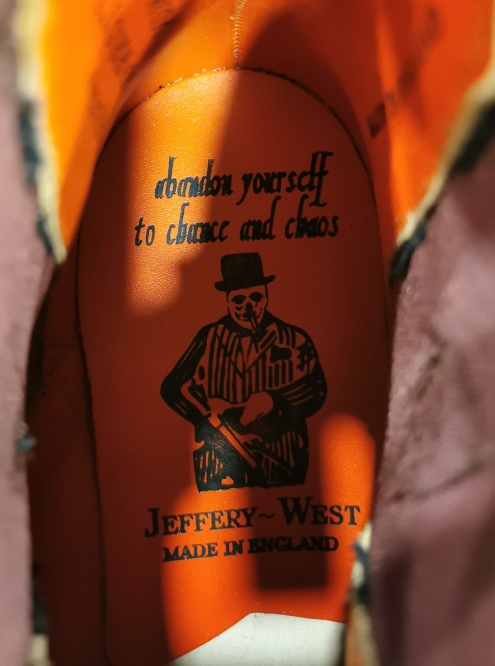 abandon yourself
to chance and chaos
JEFFERY~WEST
MADE IN ENGLAND